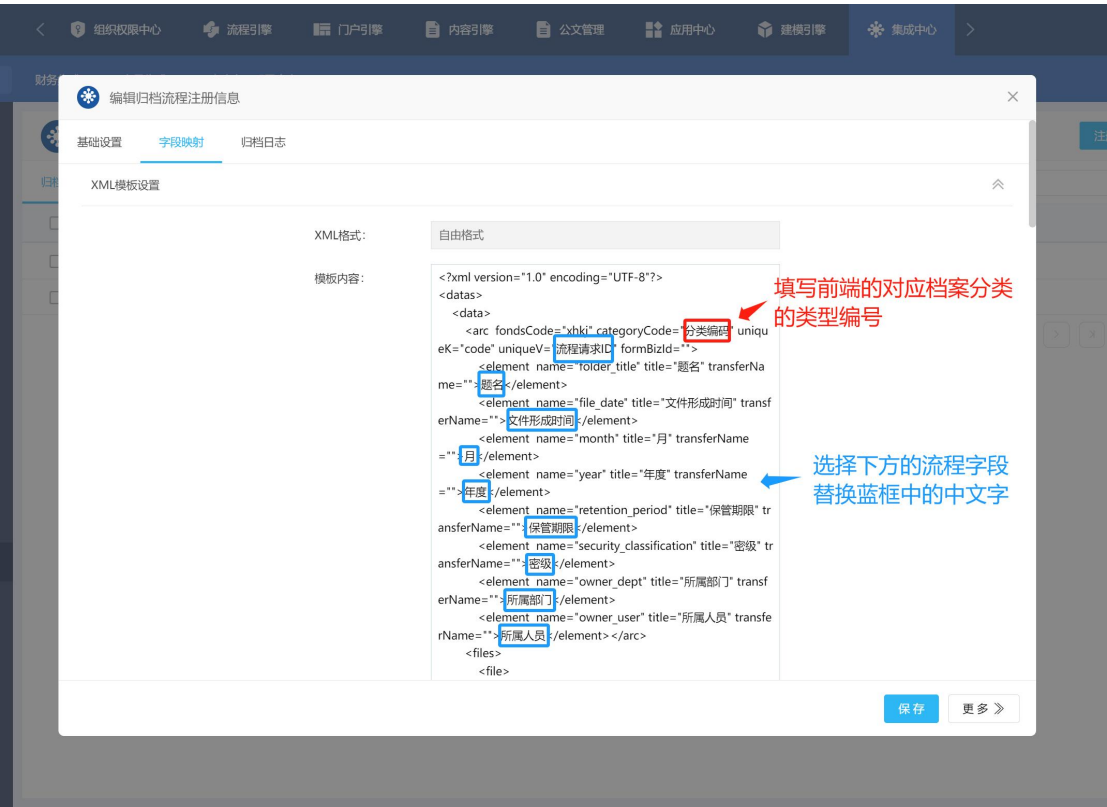 组织权限中心 流程引擎 门户引擎 内容引擎 公文管理 应用中心 建模引擎 集成中心
财务
编辑归档流程注册信息
基础设置 字段映射 归档日志
注
归档
XML模板设置
XML格式: 自由格式
模板内容: <?xml version="1.0" encoding="UTF-8"?>
<datas>
<data>
<arc fondsCode="xhki" categoryCode="分类编码" uniqu
eK="code" uniqueV="流程请求ID" formBizId="">
<element name="folder_title" title="题名" transferNa
me="">题名</element>
<element name="file_date" title="文件形成时间" transf
erName="">文件形成时间</element>
<element name="month" title="月" transferName
="">月</element>
<element name="year" title="年度" transferName
="">年度</element>
<element name="retention_period" title="保管期限" tr
ansferName="">保管期限</element>
<element name="security_classification" title="密级" tr
ansferName="">密级</element>
<element name="owner_dept" title="所属部门" transf
erName="">所属部门</element>
<element name="owner_user" title="所属人员" transfe
rName="">所属人员</element></arc>
<files>
<file>
填写前端的对应档案分类
的类型编号
选择下方的流程字段
替换蓝框中的中文字
保存 更多